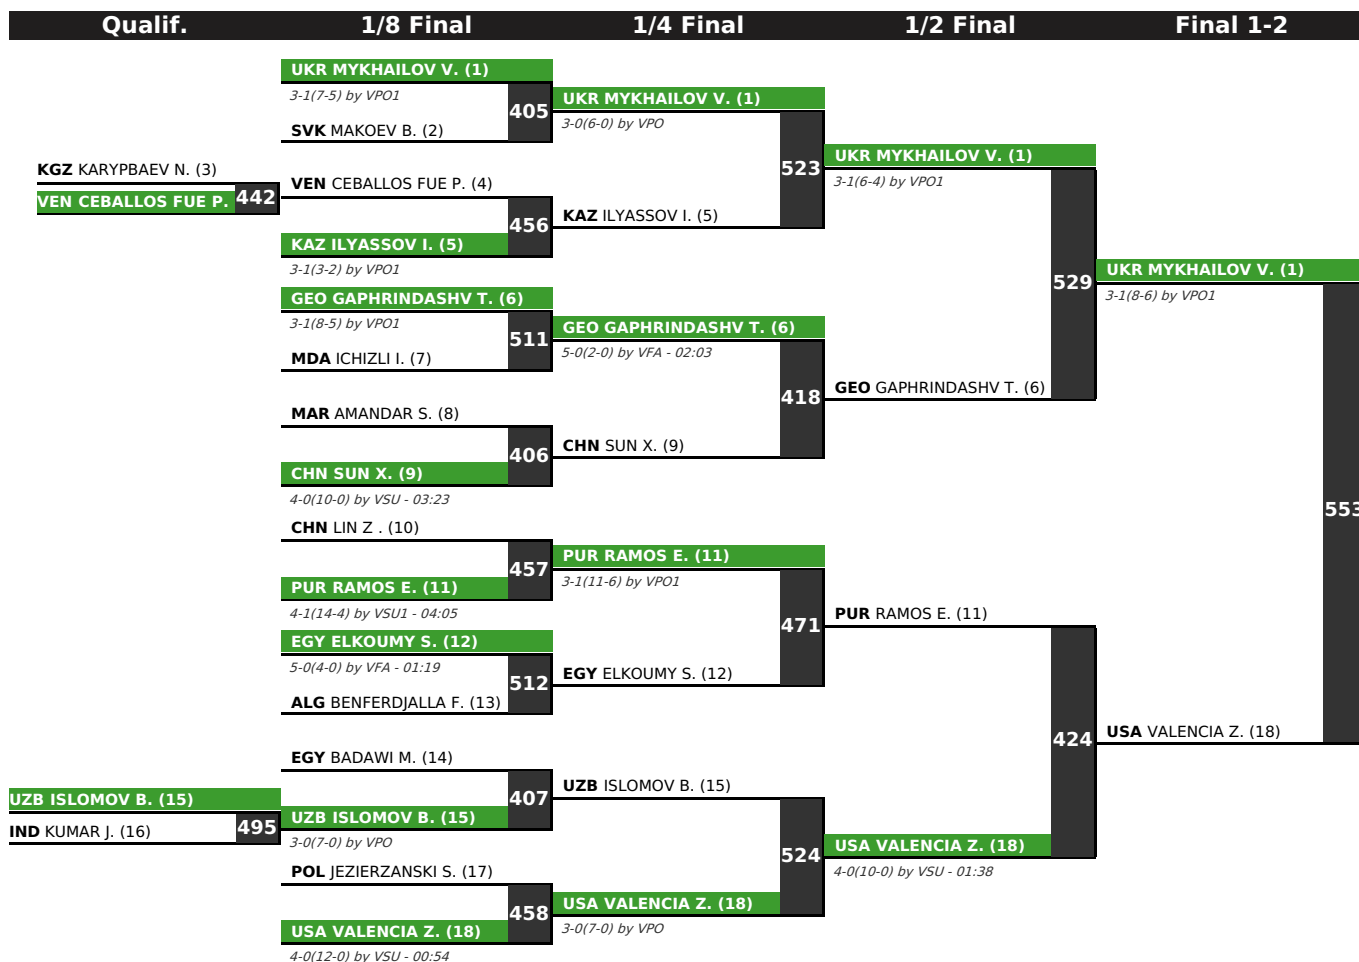 Qualif. 1/8 Final 1/4 Final 1/2 Final Final 1-2
UKR MYKHAILOV V. (1)
3-1(7-5) by VPO1
405
SVK MAKOEV B. (2)
UKR MYKHAILOV V. (1)
3-0(6-0) by VPO
KGZ KARYPBAEV N. (3)
VEN CEBALLOS FUE P. 442
VEN CEBALLOS FUE P. (4)
456
KAZ ILYASSOV I. (5)
3-1(3-2) by VPO1
523
KAZ ILYASSOV I. (5)
UKR MYKHAILOV V. (1)
3-1(6-4) by VPO1
GEO GAPHRINDASHV T. (6)
3-1(8-5) by VPO1
511
MDA ICHIZLI I. (7)
GEO GAPHRINDASHV T. (6)
5-0(2-0) by VFA - 02:03
529
UKR MYKHAILOV V. (1)
3-1(8-6) by VPO1
418
GEO GAPHRINDASHV T. (6)
MAR AMANDAR S. (8)
406
CHN SUN X. (9)
4-0(10-0) by VSU - 03:23
CHN SUN X. (9)
553
CHN LIN Z . (10)
457
PUR RAMOS E. (11)
4-1(14-4) by VSU1 - 04:05
PUR RAMOS E. (11)
3-1(11-6) by VPO1
471
PUR RAMOS E. (11)
EGY ELKOUMY S. (12)
5-0(4-0) by VFA - 01:19
512
ALG BENFERDJALLA F. (13)
EGY ELKOUMY S. (12)
424
USA VALENCIA Z. (18)
EGY BADAWI M. (14)
407
UZB ISLOMOV B. (15)
IND KUMAR J. (16)
495
UZB ISLOMOV B. (15)
3-0(7-0) by VPO
UZB ISLOMOV B. (15)
524
USA VALENCIA Z. (18)
4-0(10-0) by VSU - 01:38
POL JEZIERZANSKI S. (17)
458
USA VALENCIA Z. (18)
4-0(12-0) by VSU - 00:54
USA VALENCIA Z. (18)
3-0(7-0) by VPO